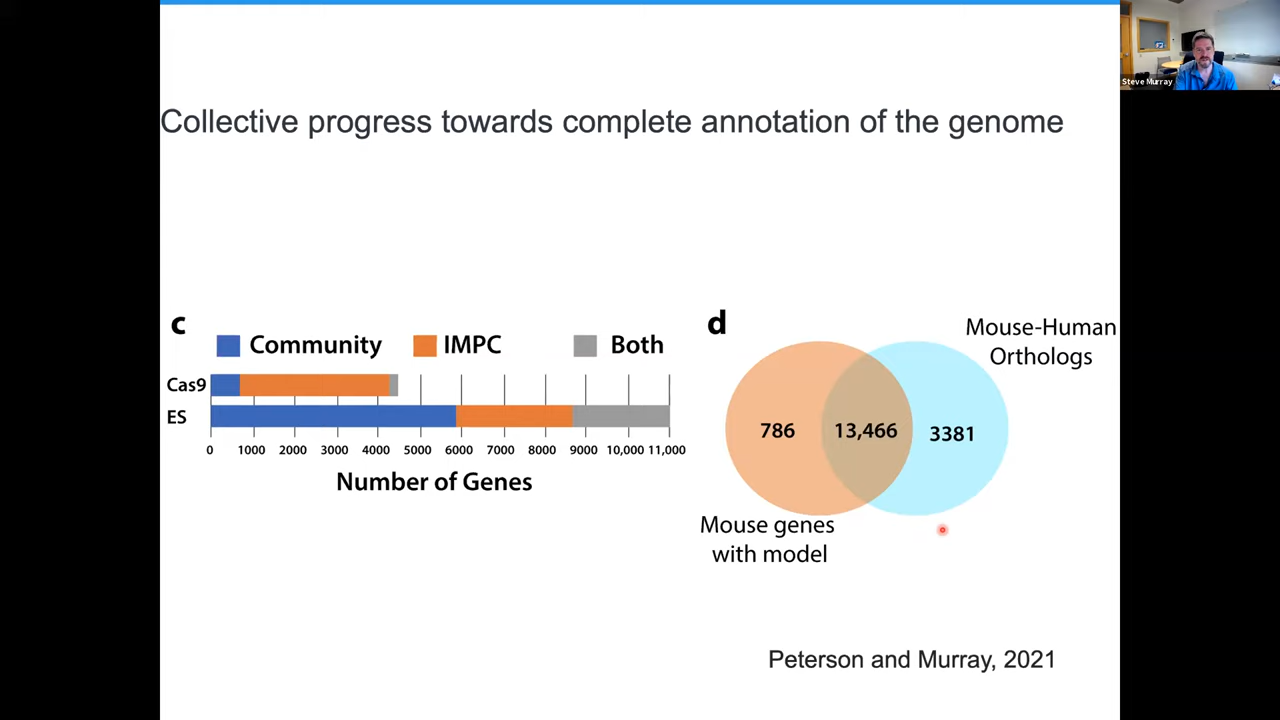 Steve Murray
Collective progress towards complete annotation of the genome
c
Community
IMPC
Both
Cas9
ES
0 1000 2000 3000 4000 5000 6000 7000 8000 9000 10,000 11,000
Number of Genes
d
Mouse-Human
Orthologs
786
13,466
3381
Mouse genes
with model
Peterson and Murray, 2021